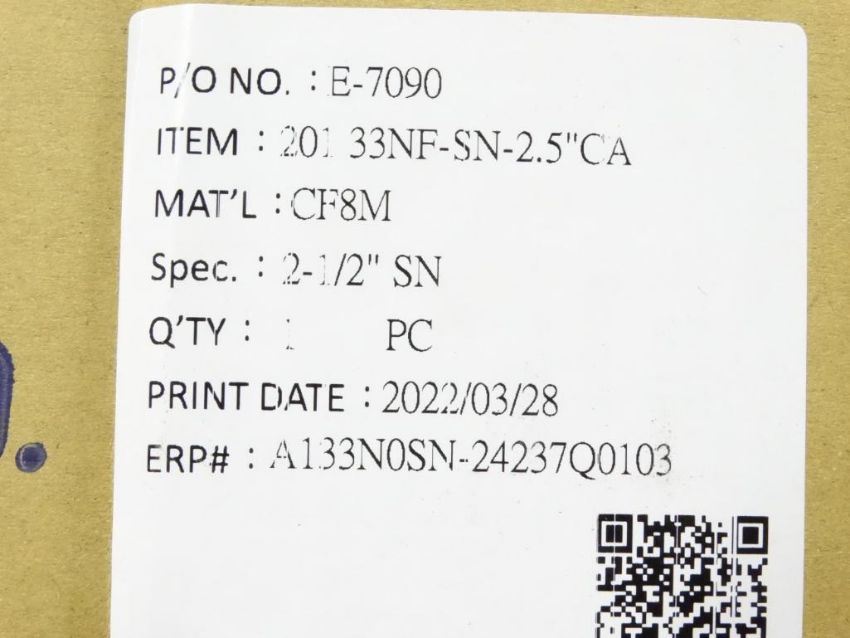 P/O NO. : E-7090
ITEM : 201 33NF-SN-2.5"CA
MAT'L : CF8M
Spec. : 2-1/2" SN
Q'TY : 1 PC
PRINT DATE : 2022/03/28
ERP# : A133N0SN-24237Q0103